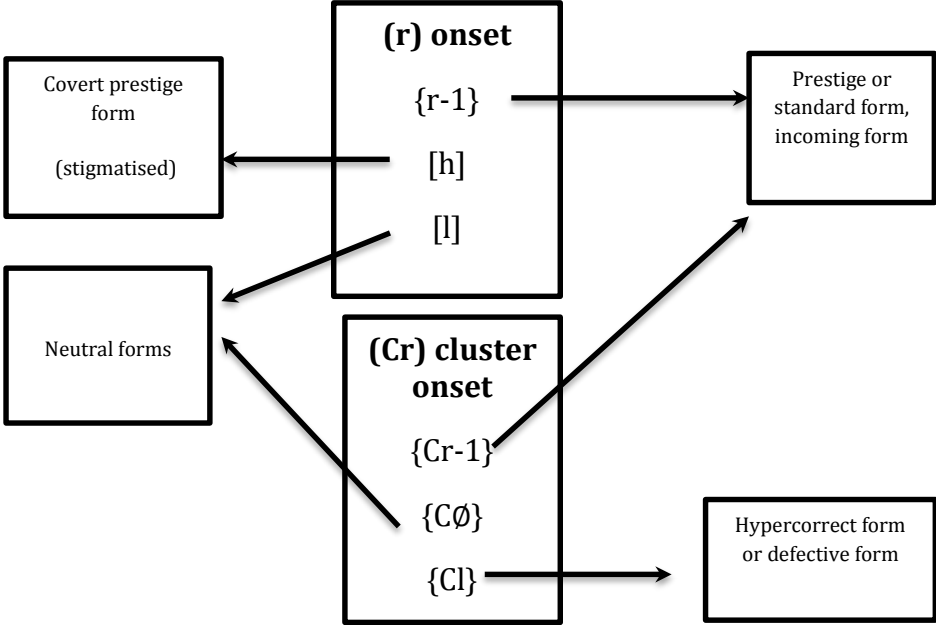 (r) onset
{r-1}
[h]
[l]
Covert prestige
form
(stigmatised)
Prestige or
standard form,
incoming form
Neutral forms
(Cr) cluster
onset
{Cr-1}
{CØ}
{Cl}
Hypercorrect form
or defective form